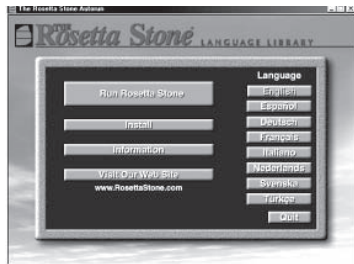 The Rosetta Stone Autorun
THE
Rosetta Stone LANGUAGE LIBRARY
Language
Run Rosetta Stone
English
Español
Install
Deutsch
Français
Information
Italiano
Nederlands
Visit Our Web Site
Svenska
www.RosettaStone.com
Türkçe
Quit